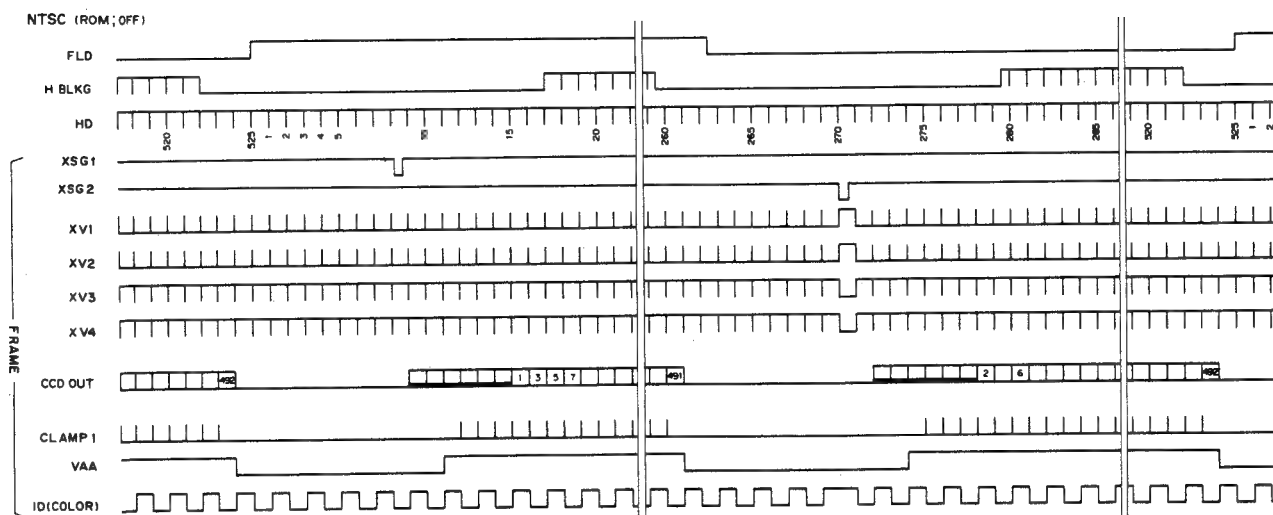 NTSC (ROM; OFF)
FLD
H BLKG
HD
520 525 1 2 3 4 5 10 15 20 260 265 270 275 280 285 520 525 1 2
XSG1
XSG2
XV1
XV2
XV3
XV4
FRAME
CCD OUT
492 1 3 5 7 491 2 6 492
CLAMP 1
VAA
ID(COLOR)